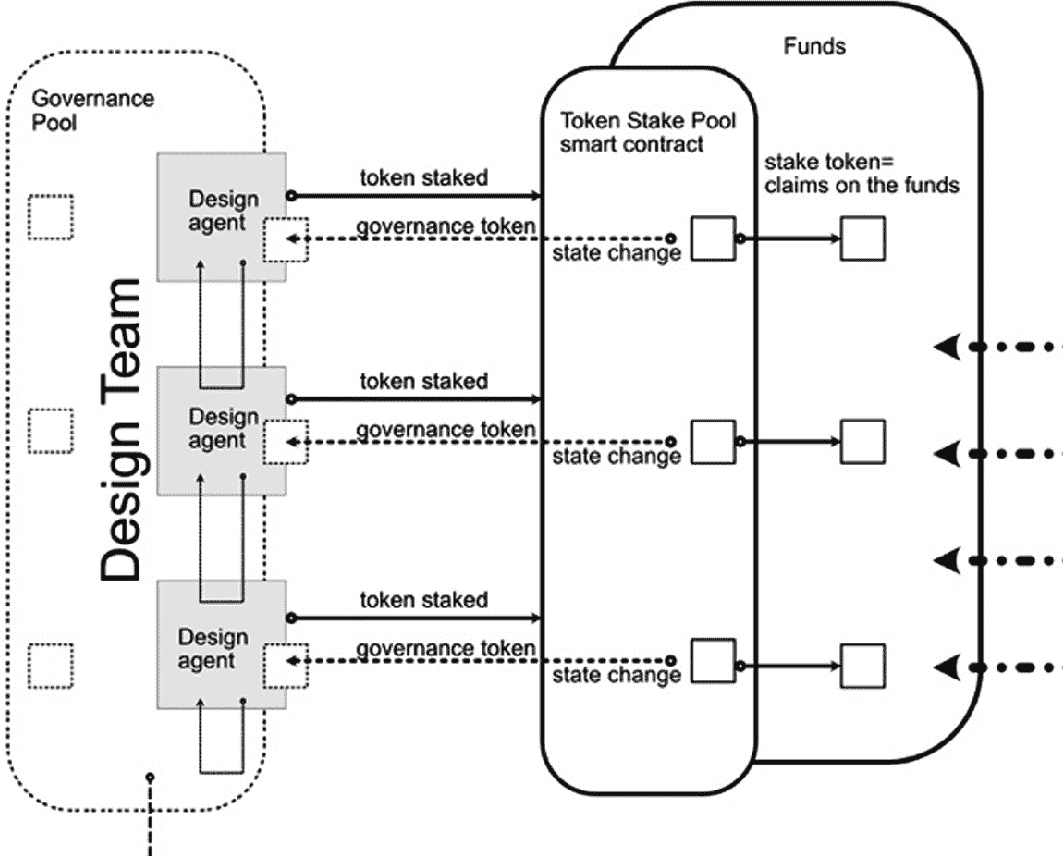 Funds
Governance
Pool
Token Stake Pool
smart contract
stake token=
claims on the funds
Design Team
Design
agent
token staked
governance token
state change
Design
agent
token staked
governance token
state change
Design
agent
token staked
governance token
state change